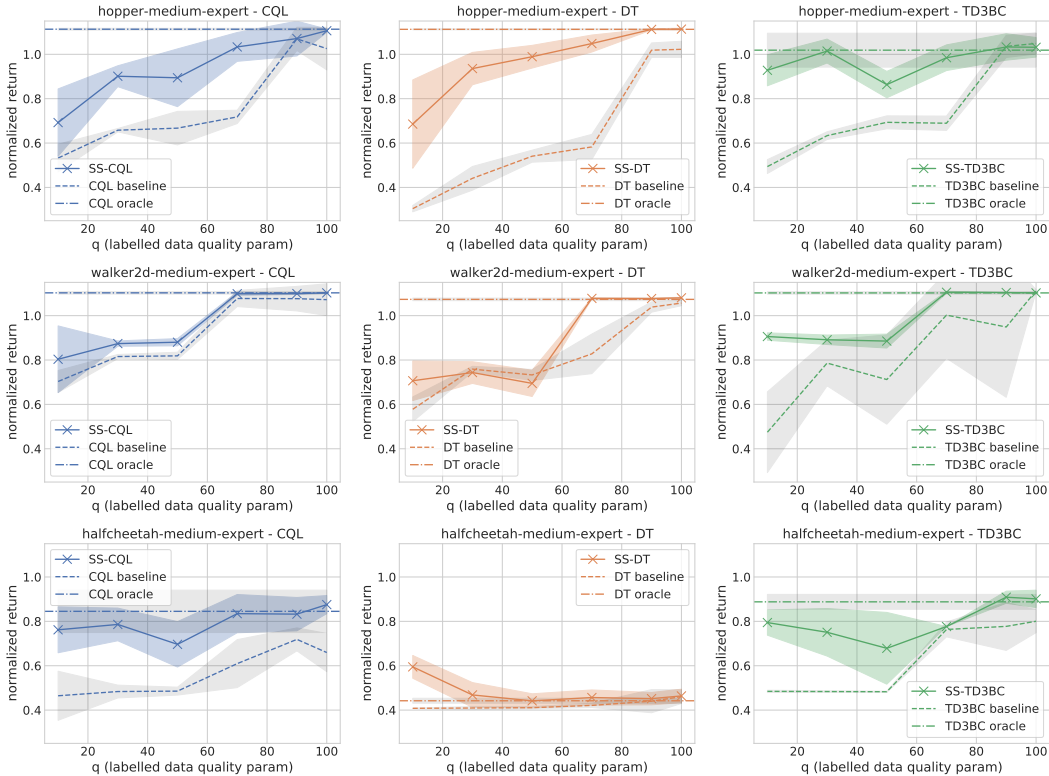 hopper-medium-expert - CQL
normalized return
1.0
0.8
0.6
0.4
SS-CQL
CQL baseline
CQL oracle
20 40 60 80 100
q (labelled data quality param)
hopper-medium-expert - DT
normalized return
1.0
0.8
0.6
0.4
SS-DT
DT baseline
DT oracle
20 40 60 80 100
q (labelled data quality param)
hopper-medium-expert - TD3BC
normalized return
1.0
0.8
0.6
0.4
SS-TD3BC
TD3BC baseline
TD3BC oracle
20 40 60 80 100
q (labelled data quality param)
walker2d-medium-expert - CQL
normalized return
1.0
0.8
0.6
0.4
SS-CQL
CQL baseline
CQL oracle
20 40 60 80 100
q (labelled data quality param)
walker2d-medium-expert - DT
normalized return
1.0
0.8
0.6
0.4
SS-DT
DT baseline
DT oracle
20 40 60 80 100
q (labelled data quality param)
walker2d-medium-expert - TD3BC
normalized return
1.0
0.8
0.6
0.4
SS-TD3BC
TD3BC baseline
TD3BC oracle
20 40 60 80 100
q (labelled data quality param)
halfcheetah-medium-expert - CQL
normalized return
1.0
0.8
0.6
0.4
SS-CQL
CQL baseline
CQL oracle
20 40 60 80 100
q (labelled data quality param)
halfcheetah-medium-expert - DT
normalized return
1.0
0.8
0.6
0.4
SS-DT
DT baseline
DT oracle
20 40 60 80 100
q (labelled data quality param)
halfcheetah-medium-expert - TD3BC
normalized return
1.0
0.8
0.6
0.4
SS-TD3BC
TD3BC baseline
TD3BC oracle
20 40 60 80 100
q (labelled data quality param)